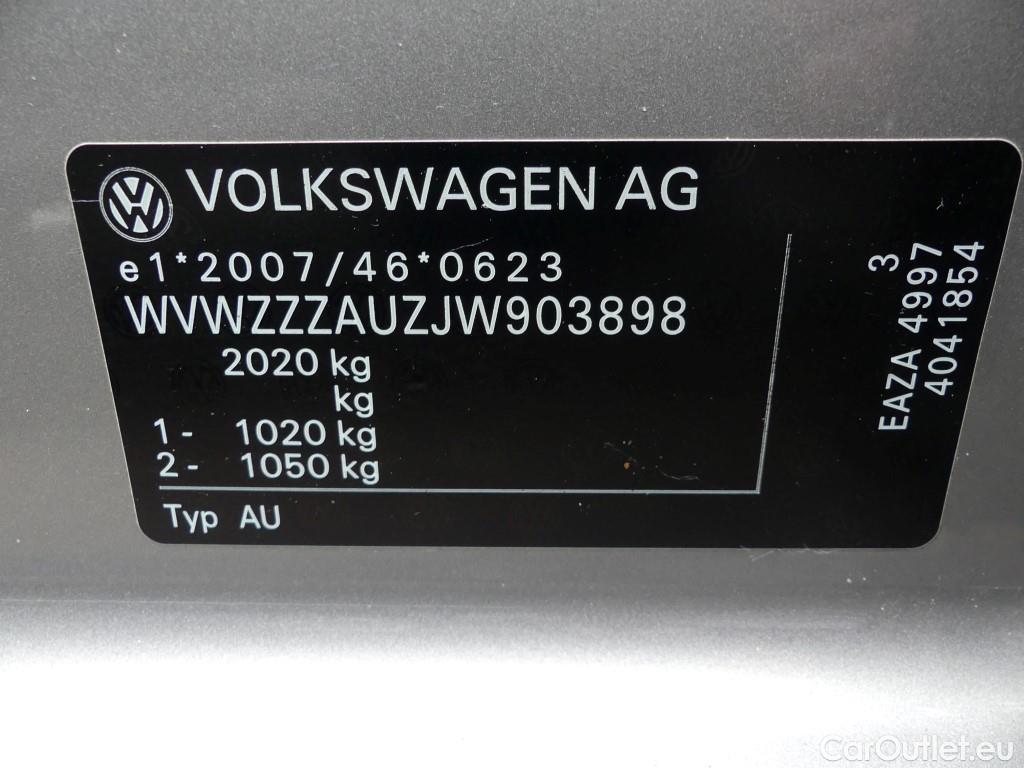 VOLKSWAGEN AG
e1*2007/46*0623
WVWZZZAUZJW903898
2020 kg
kg
1- 1020 kg
2- 1050 kg
Typ AU
3
EAZA 4997
4041854
CarOutlet.eu